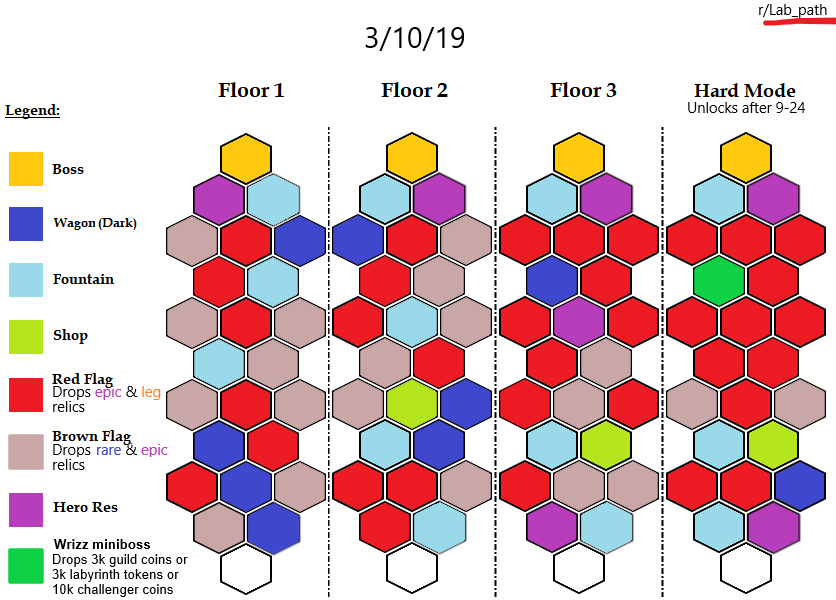 r/Lab_path
3/10/19
Floor 1
Floor 2
Floor 3
Hard Mode
Unlocks after 9-24
Legend:
Boss
Wagon (Dark)
Fountain
Shop
Red Flag
Drops epic & leg
relics
Brown Flag
Drops rare & epic
relics
Hero Res
Wrizz miniboss
Drops 3k guild coins or
3k labyrinth tokens or
10k challenger coins